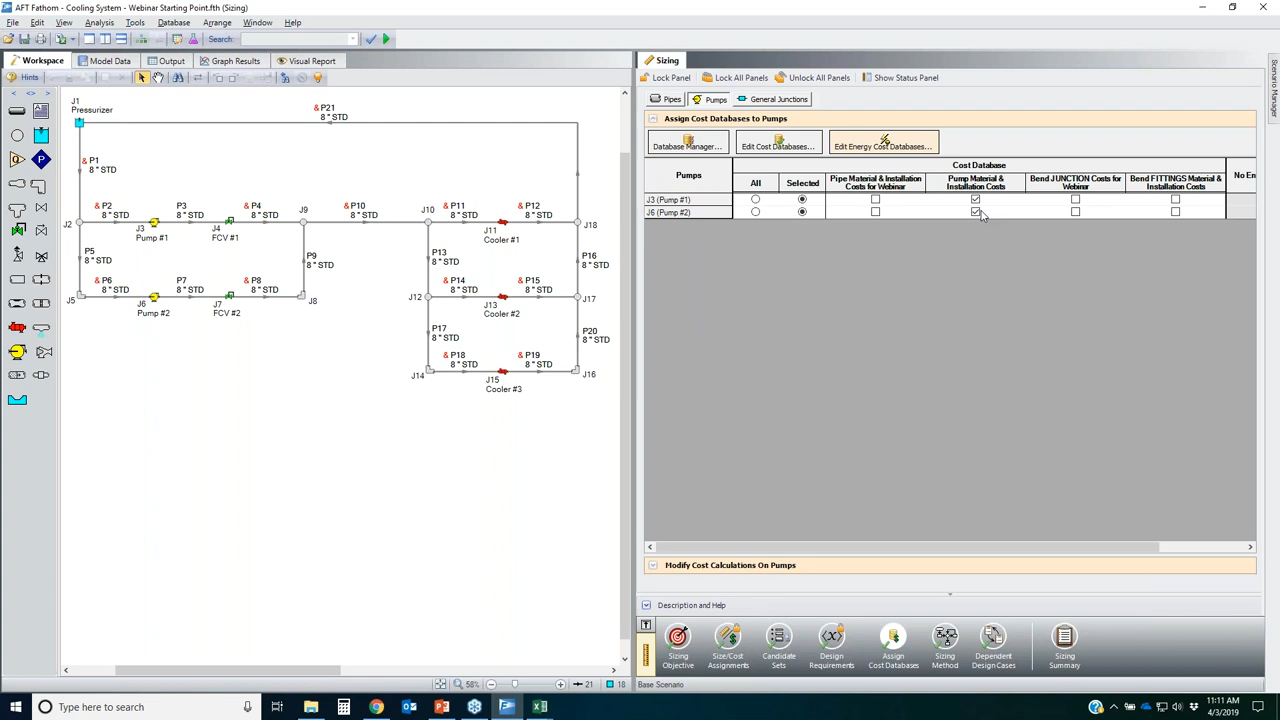 AFT Fathom - Cooling System - Webinar Starting Point.fth (Sizing)
File Edit View Analysis Tools Database Arrange Window Help
Search:
Workspace Model Data Output Graph Results Visual Report
Hints
J1
Pressurizer
& P21
8" STD
& P1
8" STD
& P2
8" STD
P3
8" STD
& P4
8" STD
J9
& P10
8" STD
J10
& P11
8" STD
& P12
8" STD
J2
J3
Pump #1
J4
FCV #1
J11
Cooler #1
J18
P5
8" STD
P9
8" STD
P13
8" STD
P16
8" STD
& P6
8" STD
P7
8" STD
& P8
8" STD
J12
& P14
8" STD
& P15
8" STD
J17
J5
J6
Pump #2
J7
FCV #2
J8
J13
Cooler #2
P17
8" STD
P20
8" STD
& P18
8" STD
& P19
8" STD
J14
J15
Cooler #3
J16
58%
21
18
Sizing
Lock Panel Lock All Panels Unlock All Panels Show Status Panel
Pipes Pumps General Junctions
Assign Cost Databases to Pumps
Database Manager... Edit Cost Databases... Edit Energy Cost Databases...
Pumps
Cost Database
All Selected
Pipe Material & Installation
Costs for Webinar
Pump Material &
Installation Costs
Bend JUNCTION Costs for
Webinar
Bend FITTINGS Material &
Installation Costs
No En
J3 (Pump #1)
J6 (Pump #2)
Modify Cost Calculations On Pumps
Description and Help
Sizing
Objective
Size/Cost
Assignments
Candidate
Sets
Design
Requirements
Assign
Cost Databases
Sizing
Method
Dependent
Design Cases
Sizing
Summary
Base Scenario
Scenario Manager
Type here to search
11:11 AM
4/3/2019